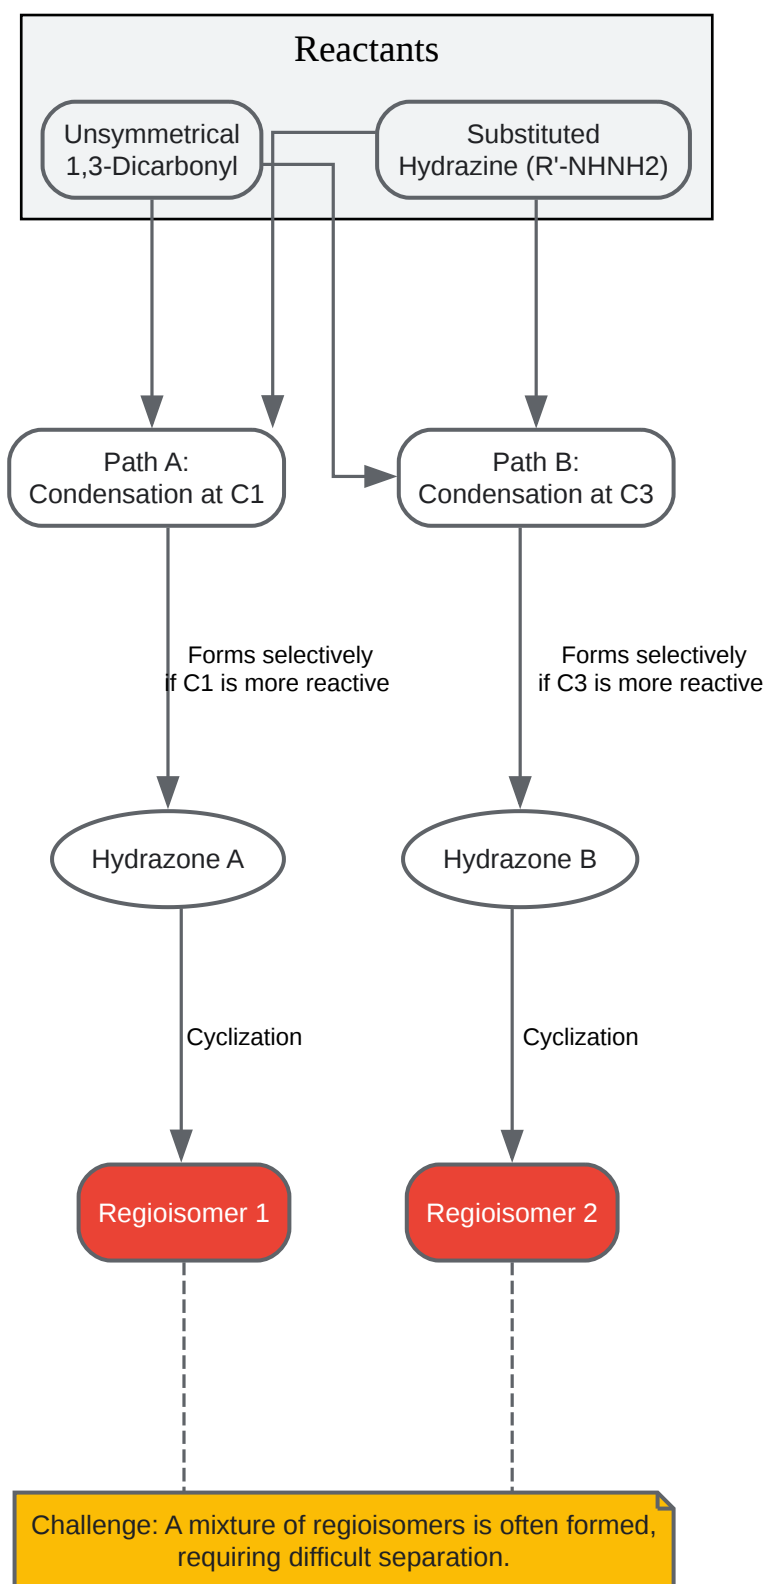 Reactants
Unsymmetrical
1,3-Dicarbonyl
Substituted
Hydrazine (R'-NHNH2)
Path A:
Condensation at C1
Path B:
Condensation at C3
Forms selectively
if C1 is more reactive
Forms selectively
if C3 is more reactive
Hydrazone A
Hydrazone B
Cyclization
Cyclization
Regioisomer 1
Regioisomer 2
Challenge: A mixture of regioisomers is often formed,
requiring difficult separation.